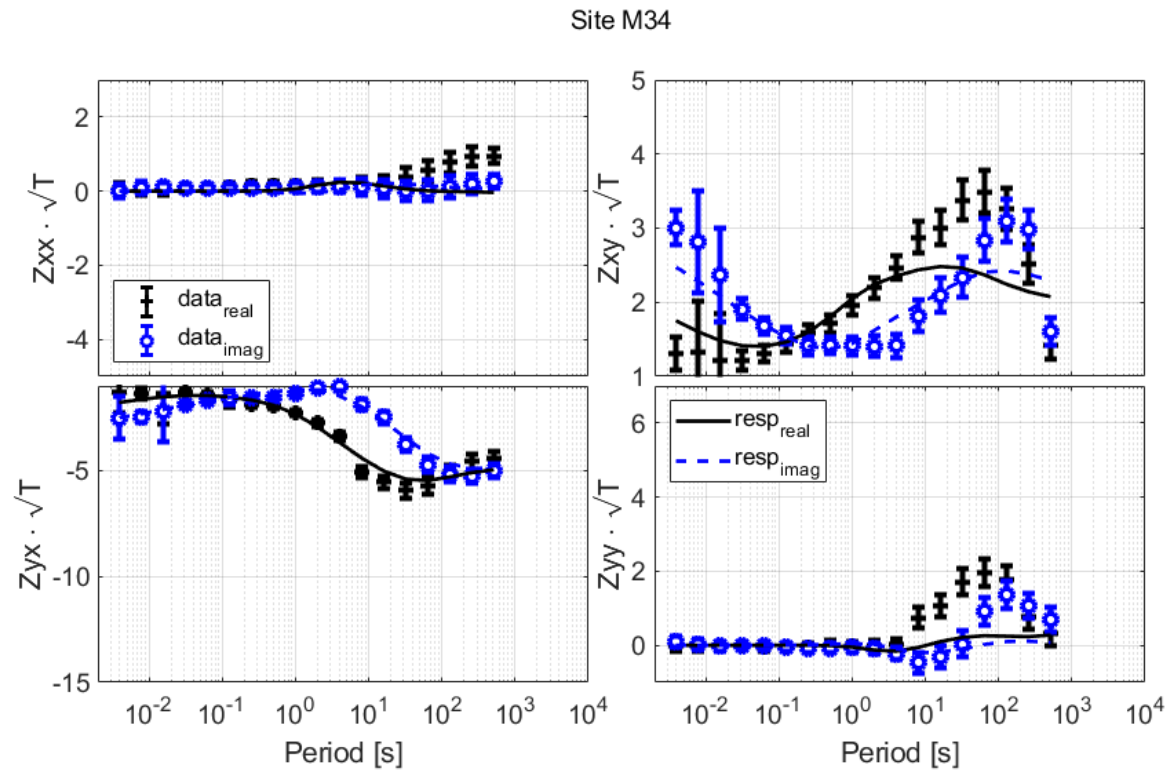 Site M34
Zxx · √T
2
0
-2
-4
data_real
data_imag
Zxy · √T
5
4
3
2
1
Zyx · √T
-5
-10
-15
10^-2
10^-1
10^0
10^1
10^2
10^3
10^4
Period [s]
Zyy · √T
6
4
2
0
resp_real
resp_imag
10^-2
10^-1
10^0
10^1
10^2
10^3
10^4
Period [s]